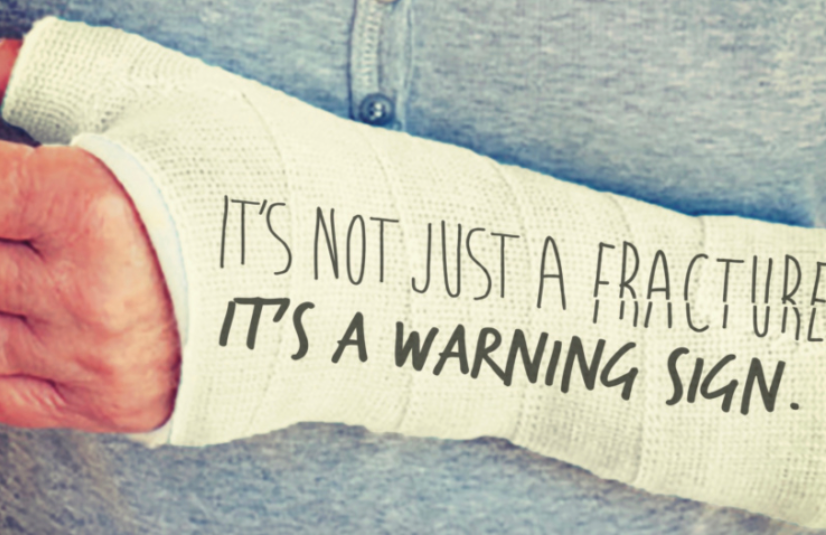 IT'S NOT JUST A FRACTURE
IT'S A WARNING SIGN.